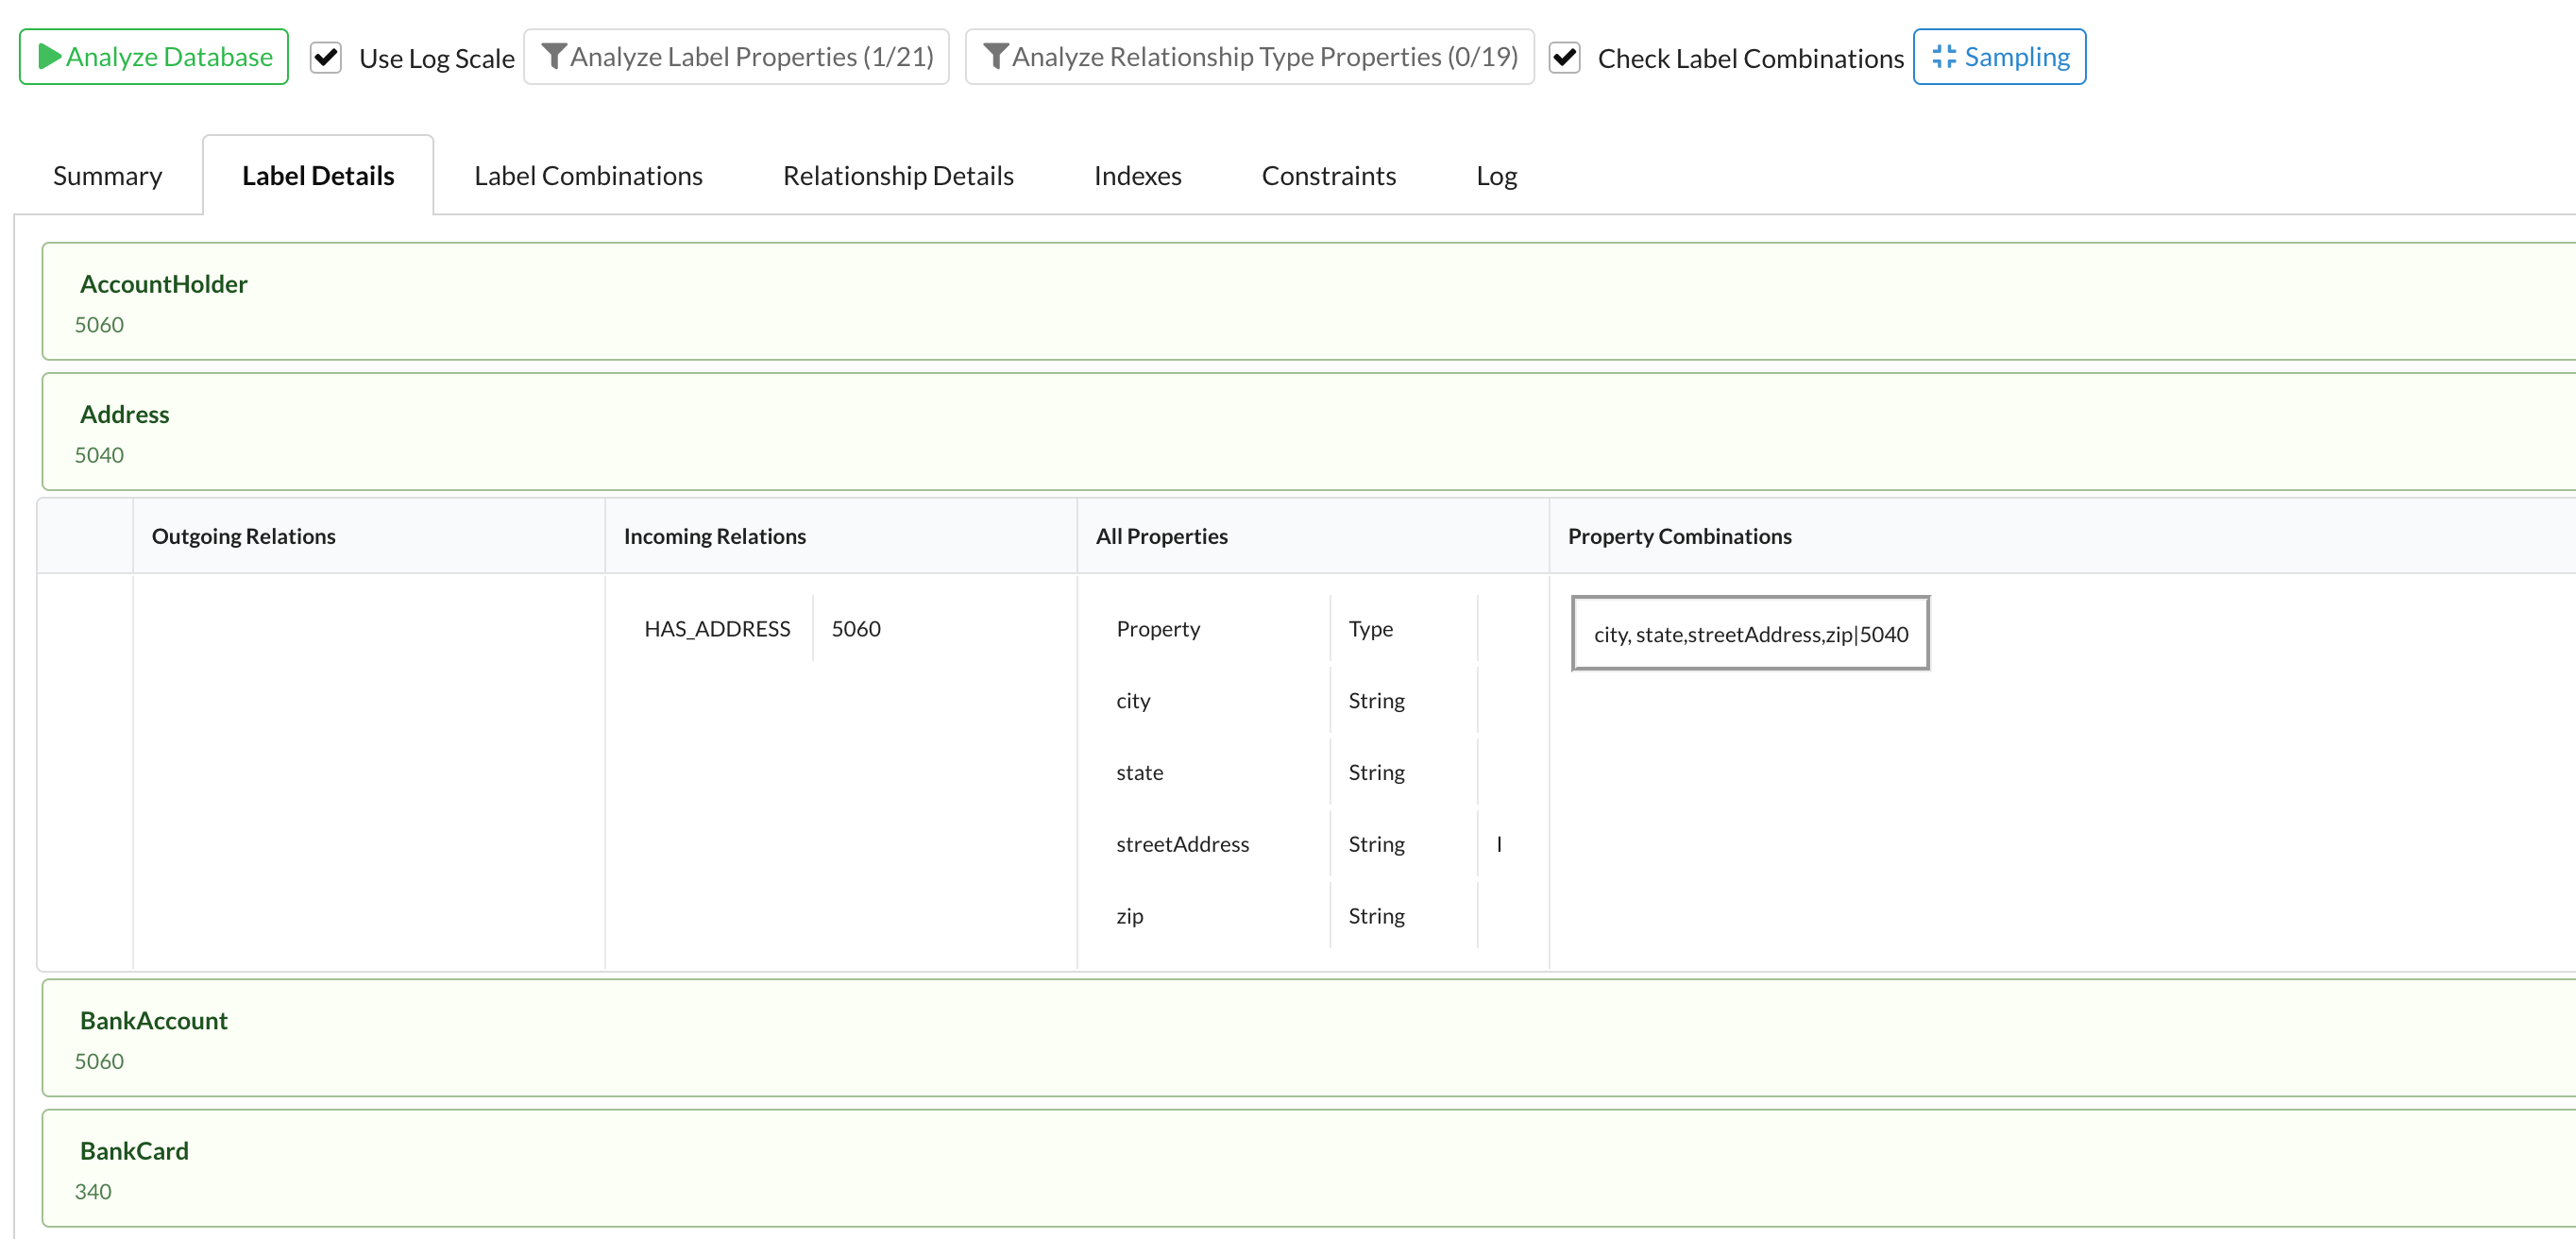 Analyze Database Use Log Scale Analyze Label Properties (1/21) Analyze Relationship Type Properties (0/19) Check Label Combinations Sampling
Summary Label Details Label Combinations Relationship Details Indexes Constraints Log
AccountHolder
5060
Address
5040
Outgoing Relations Incoming Relations All Properties Property Combinations
HAS_ADDRESS 5060 Property Type city, state,streetAddress,zip|5040
city String
state String
streetAddress String I
zip String
BankAccount
5060
BankCard
340